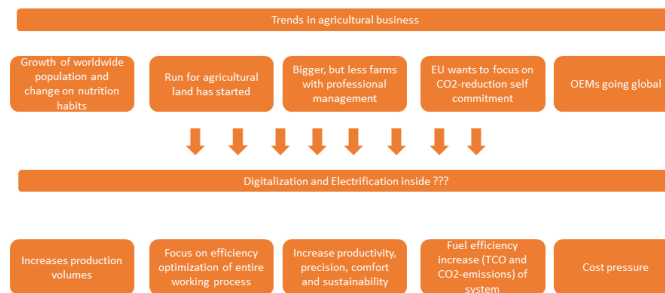 Trends in agricultural business
Growth of worldwide
population and
change on nutrition
habits
Run for agricultural
land has started
Bigger, but less farms
with professional
management
EU wants to focus on
CO2-reduction self
commitment
OEMs going global
Digitalization and Electrification inside ???
Increases production
volumes
Focus on efficiency
optimization of entire
working process
Increase productivity,
precision, comfort
and sustainability
Fuel efficiency
increase (TCO and
CO2-emissions) of
system
Cost pressure